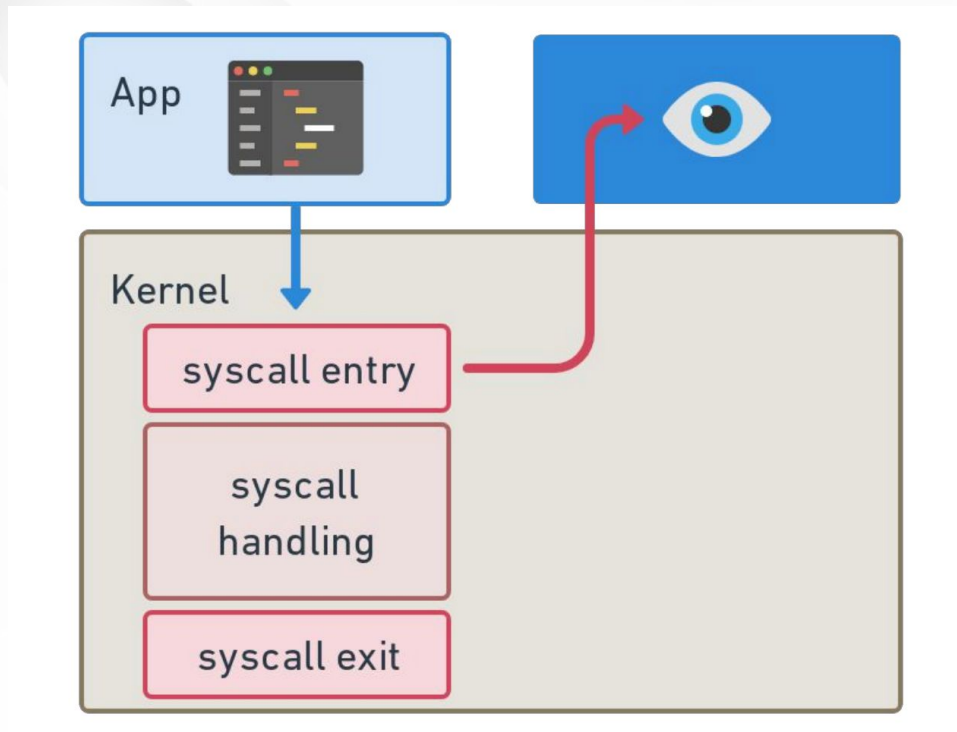 App
Kernel
syscall entry
syscall
handling
syscall exit